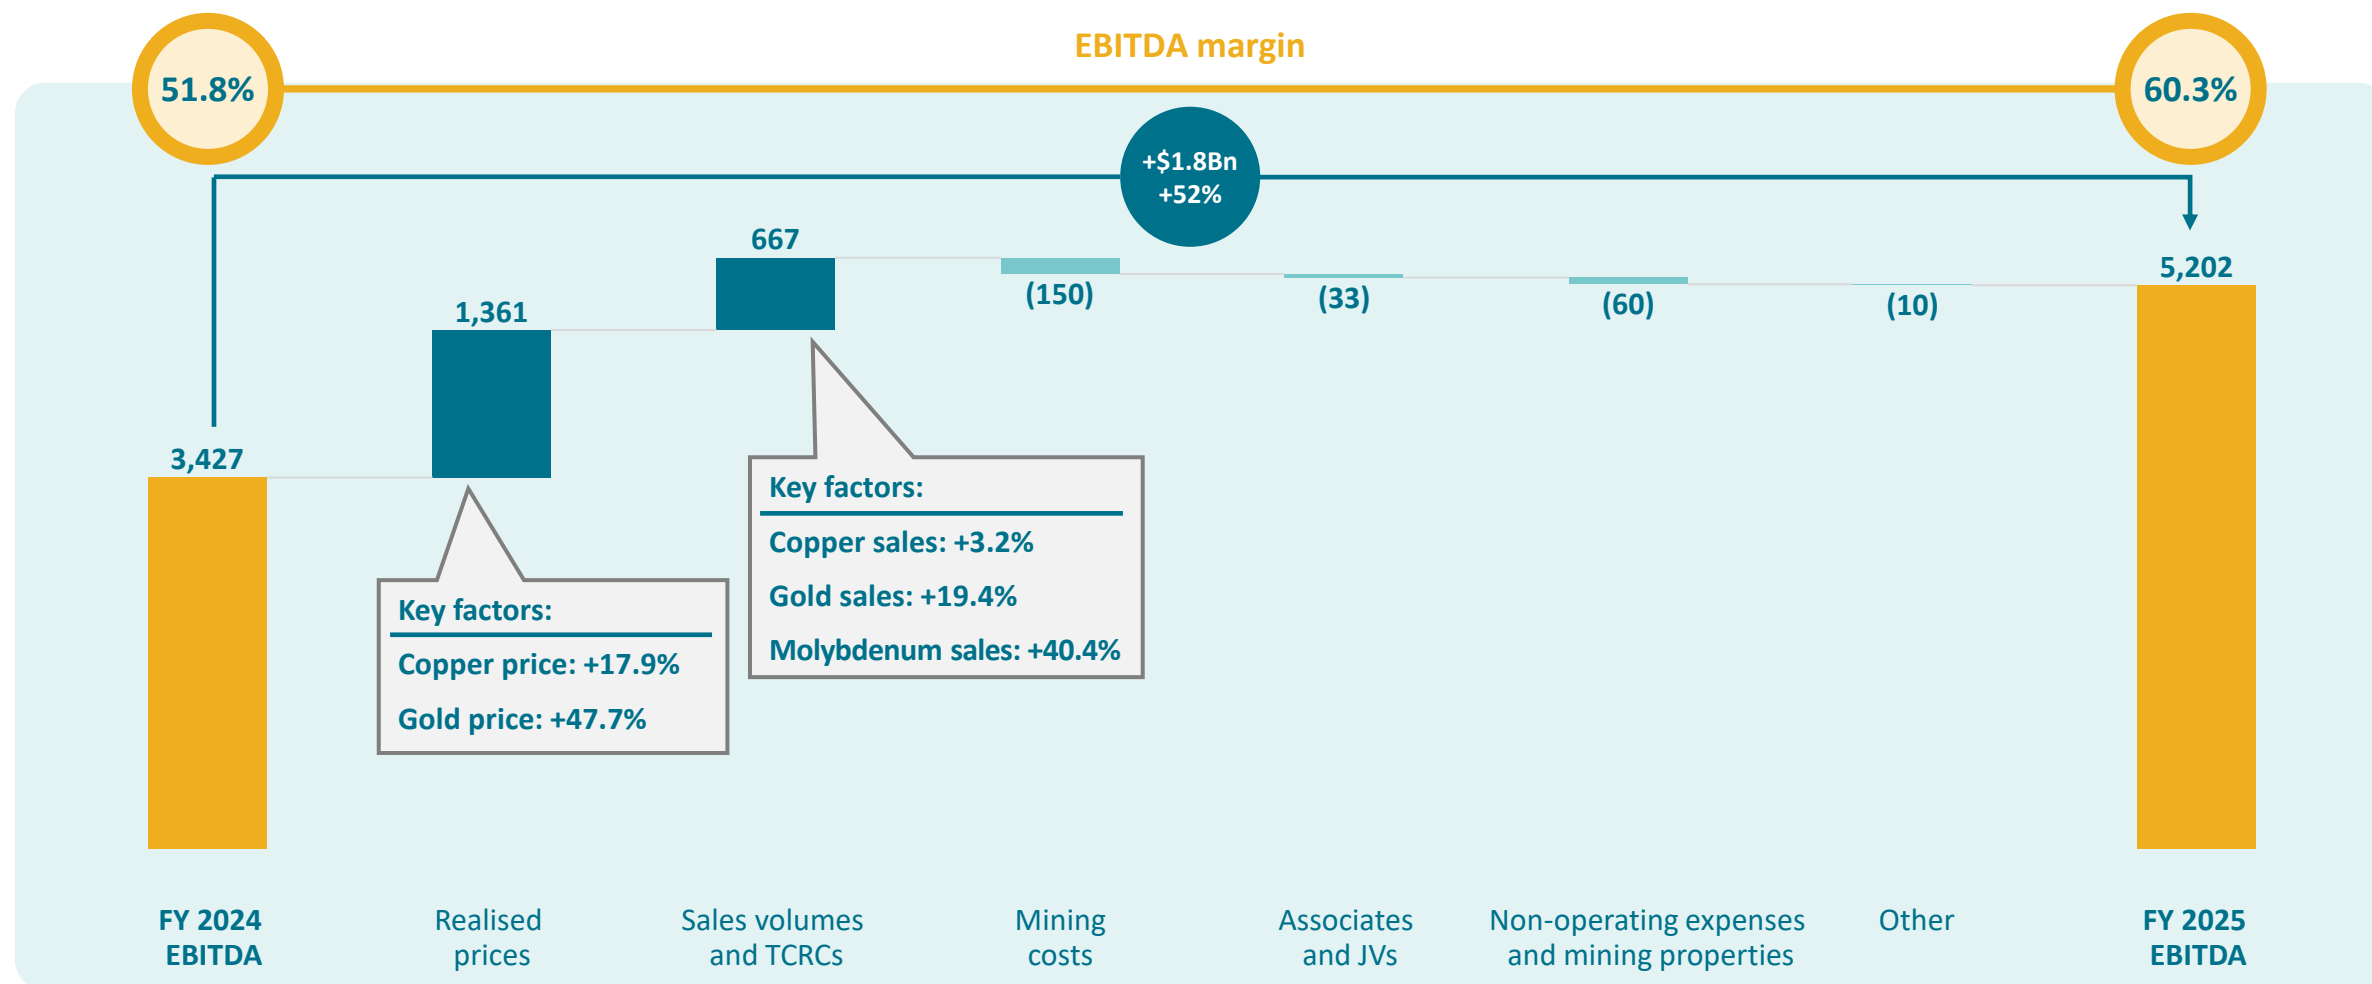 EBITDA margin
51.8%
60.3%
+$1.8Bn
+52%
3,427
1,361
667
(150)
(33)
(60)
(10)
5,202
Key factors:
Copper price: +17.9%
Gold price: +47.7%
Key factors:
Copper sales: +3.2%
Gold sales: +19.4%
Molybdenum sales: +40.4%
FY 2024
EBITDA
Realised
prices
Sales volumes
and TCRCs
Mining
costs
Associates
and JVs
Non-operating expenses
and mining properties
Other
FY 2025
EBITDA